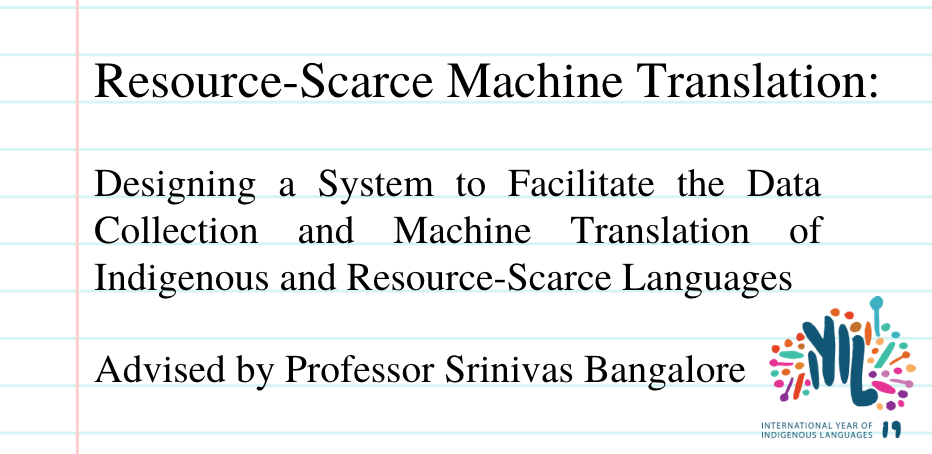 Resource-Scarce Machine Translation:
Designing a System to Facilitate the Data
Collection and Machine Translation of
Indigenous and Resource-Scarce Languages
Advised by Professor Srinivas Bangalore
IYIL
INTERNATIONAL YEAR OF
INDIGENOUS LANGUAGES 19